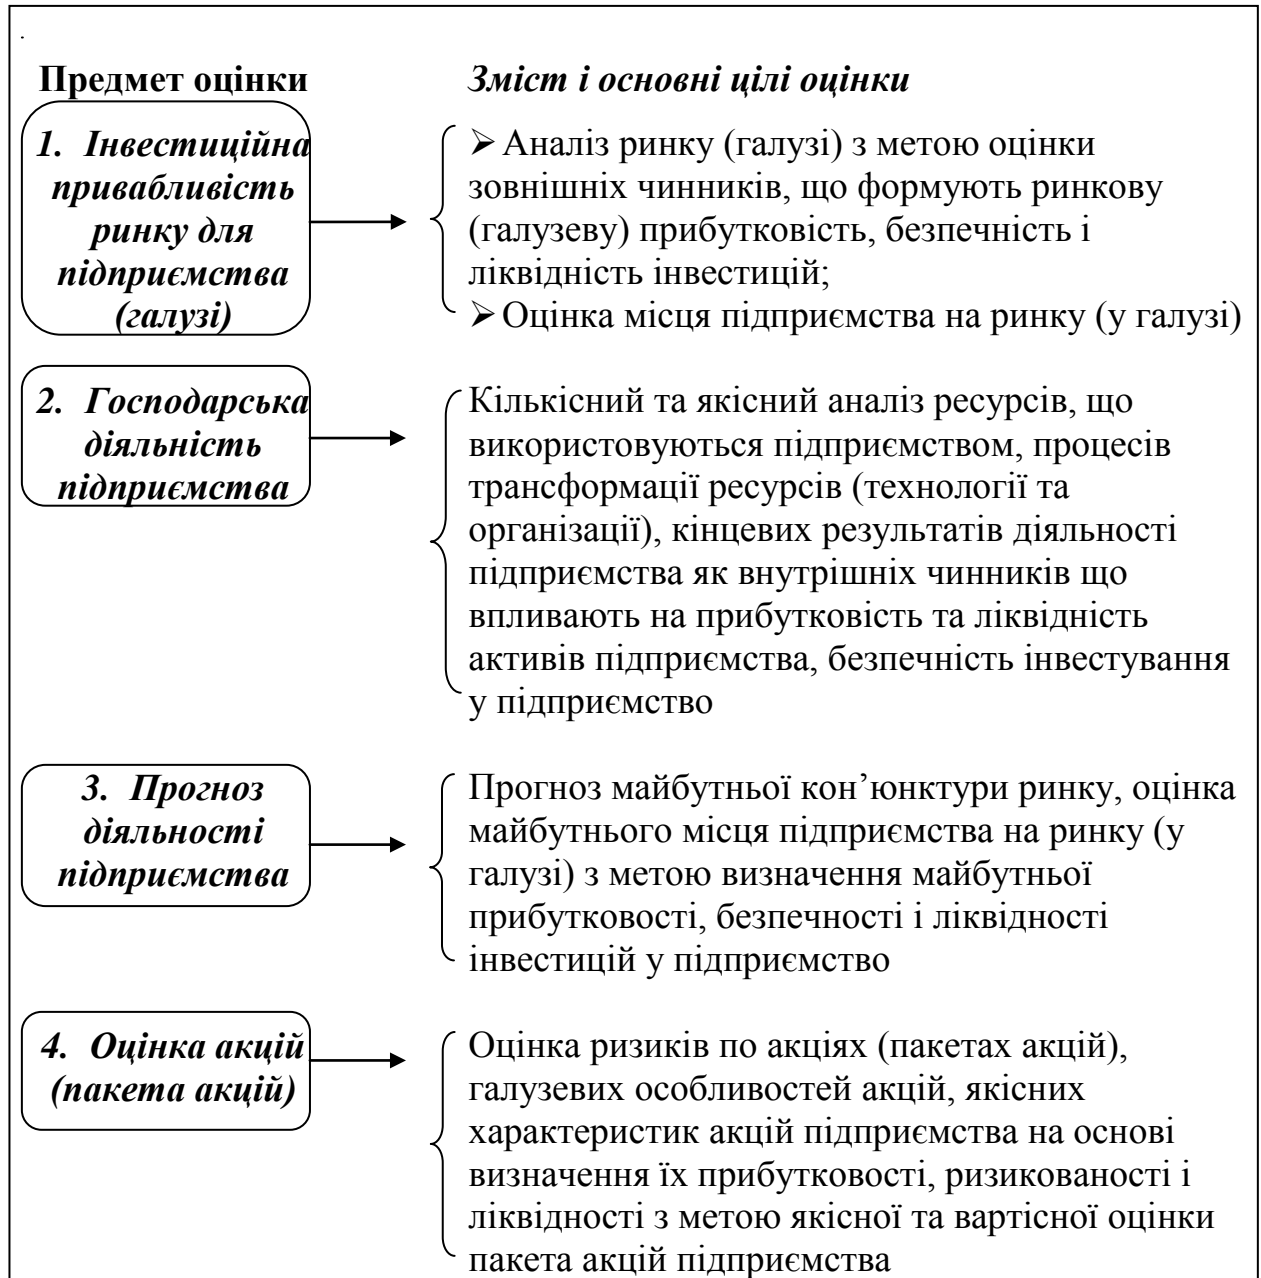 Предмет оцінки
Зміст і основні цілі оцінки
1. Інвестиційна
привабливість
ринку для
підприємства
(галузі)
➢ Аналіз ринку (галузі) з метою оцінки
зовнішніх чинників, що формують ринкову
(галузеву) прибутковість, безпечність і
ліквідність інвестицій;
➢ Оцінка місця підприємства на ринку (у галузі)
2. Господарська
діяльність
підприємства
Кількісний та якісний аналіз ресурсів, що
використовуються підприємством, процесів
трансформації ресурсів (технології та
організації), кінцевих результатів діяльності
підприємства як внутрішніх чинників що
впливають на прибутковість та ліквідність
активів підприємства, безпечність інвестування
у підприємство
3. Прогноз
діяльності
підприємства
Прогноз майбутньої кон’юнктури ринку, оцінка
майбутнього місця підприємства на ринку (у
галузі) з метою визначення майбутньої
прибутковості, безпечності і ліквідності
інвестицій у підприємство
4. Оцінка акцій
(пакета акцій)
Оцінка ризиків по акціях (пакетах акцій),
галузевих особливостей акцій, якісних
характеристик акцій підприємства на основі
визначення їх прибутковості, ризикованості і
ліквідності з метою якісної та вартісної оцінки
пакета акцій підприємства